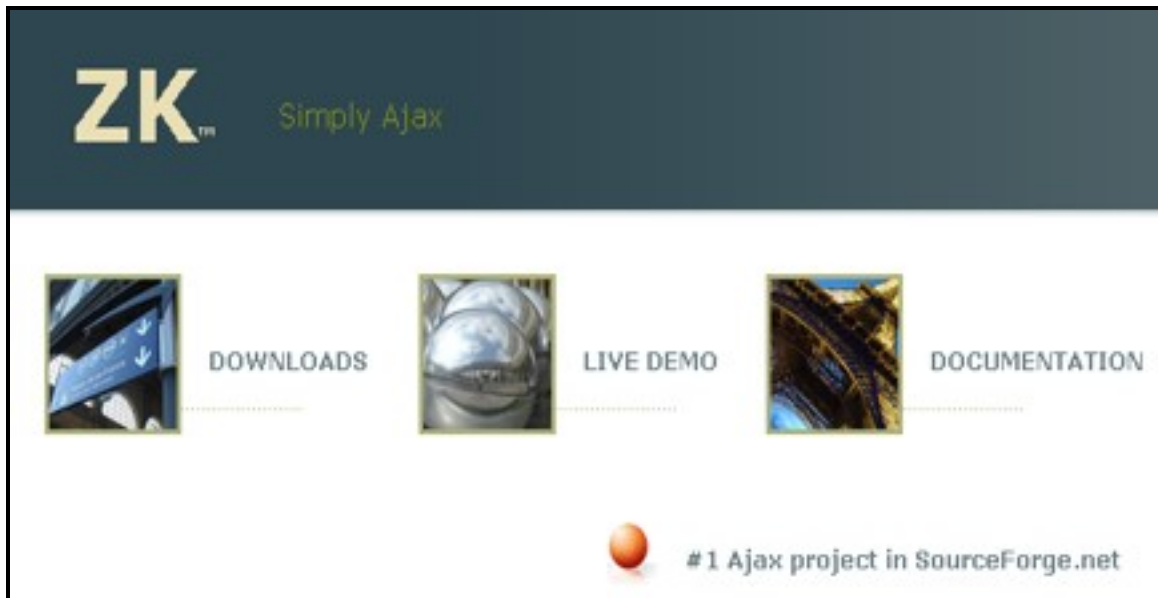 ZK™
Simply Ajax
DOWNLOADS
LIVE DEMO
DOCUMENTATION
#1 Ajax project in SourceForge.net